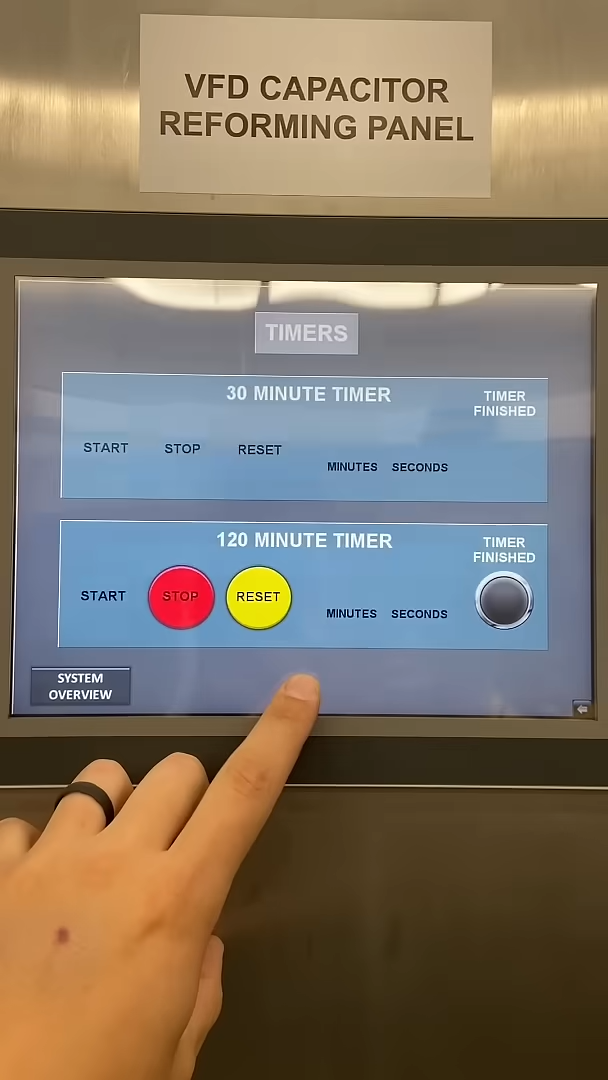 VFD CAPACITOR
REFORMING PANEL
TIMERS
30 MINUTE TIMER
TIMER
FINISHED
START
STOP
RESET
MINUTES
SECONDS
120 MINUTE TIMER
TIMER
FINISHED
START
STOP
RESET
MINUTES
SECONDS
SYSTEM
OVERVIEW